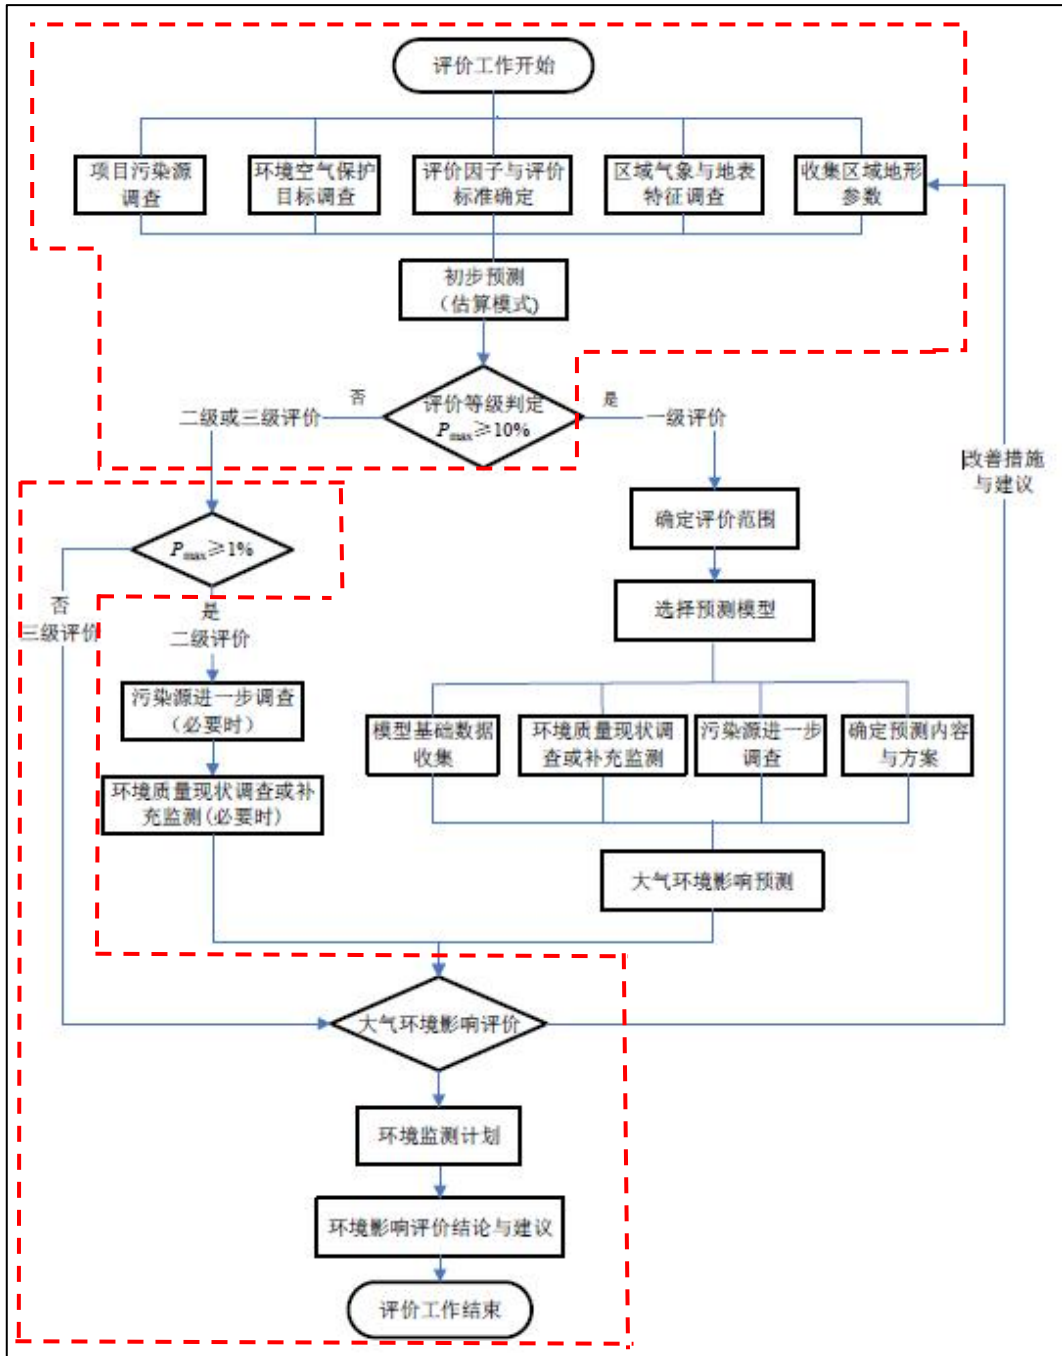 评价工作开始
项目污染源
调查
环境空气保护
目标调查
评价因子与评价
标准确定
区域气象与地表
特征调查
收集区域地形
参数
初步预测
（估算模式)
评价等级判定
Pmax≥10%
否
二级或三级评价
是
一级评价
改善措施
与建议
Pmax≥1%
否
三级评价
是
二级评价
确定评价范围
选择预测模型
污染源进一步调查
（必要时）
环境质量现状调查或补
充监测(必要时)
模型基础数据
收集
环境质量现状调
查或补充监测
污染源进一步
调查
确定预测内容
与方案
大气环境影响预测
大气环境影响评价
环境监测计划
环境影响评价结论与建议
评价工作结束